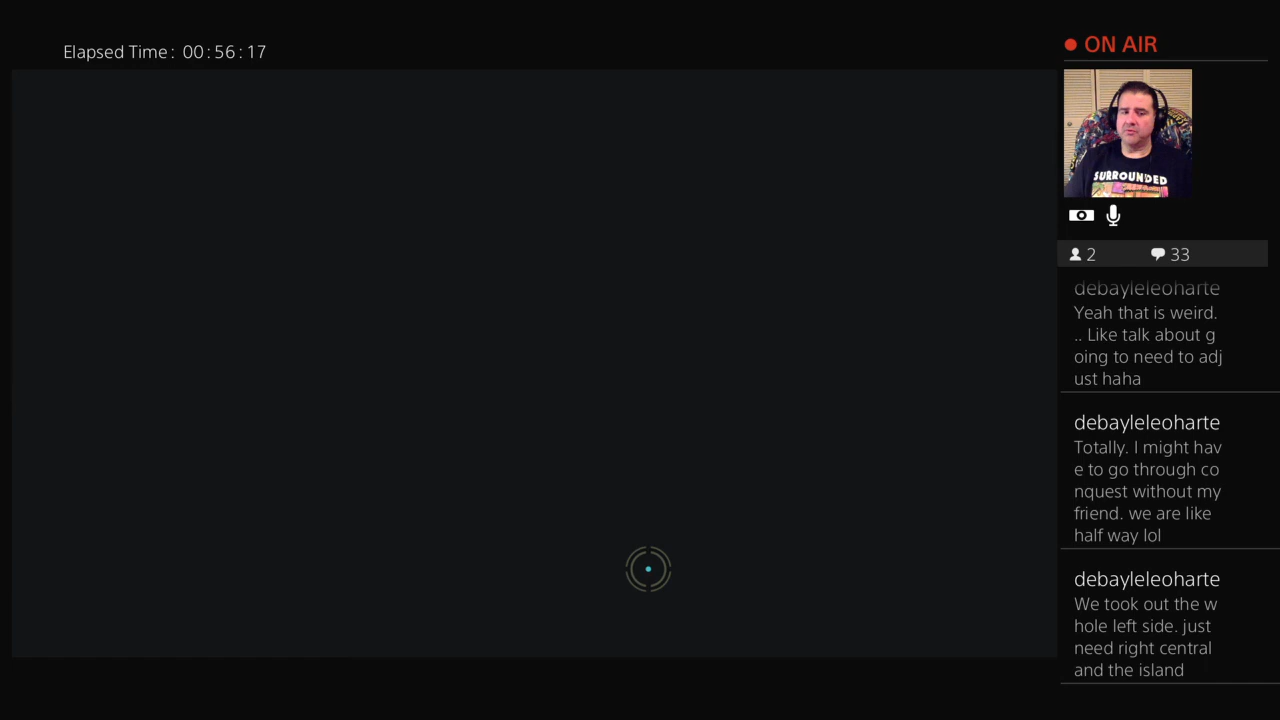 Elapsed Time: 00:56:17
ON AIR
SURROUNDED
2
33
debayleleoharte
Yeah that is weird.
.. Like talk about g
oing to need to adj
ust haha
debayleleoharte
Totally. I might hav
e to go through co
nquest without my
friend. we are like
half way lol
debayleleoharte
We took out the w
hole left side. just
need right central
and the island